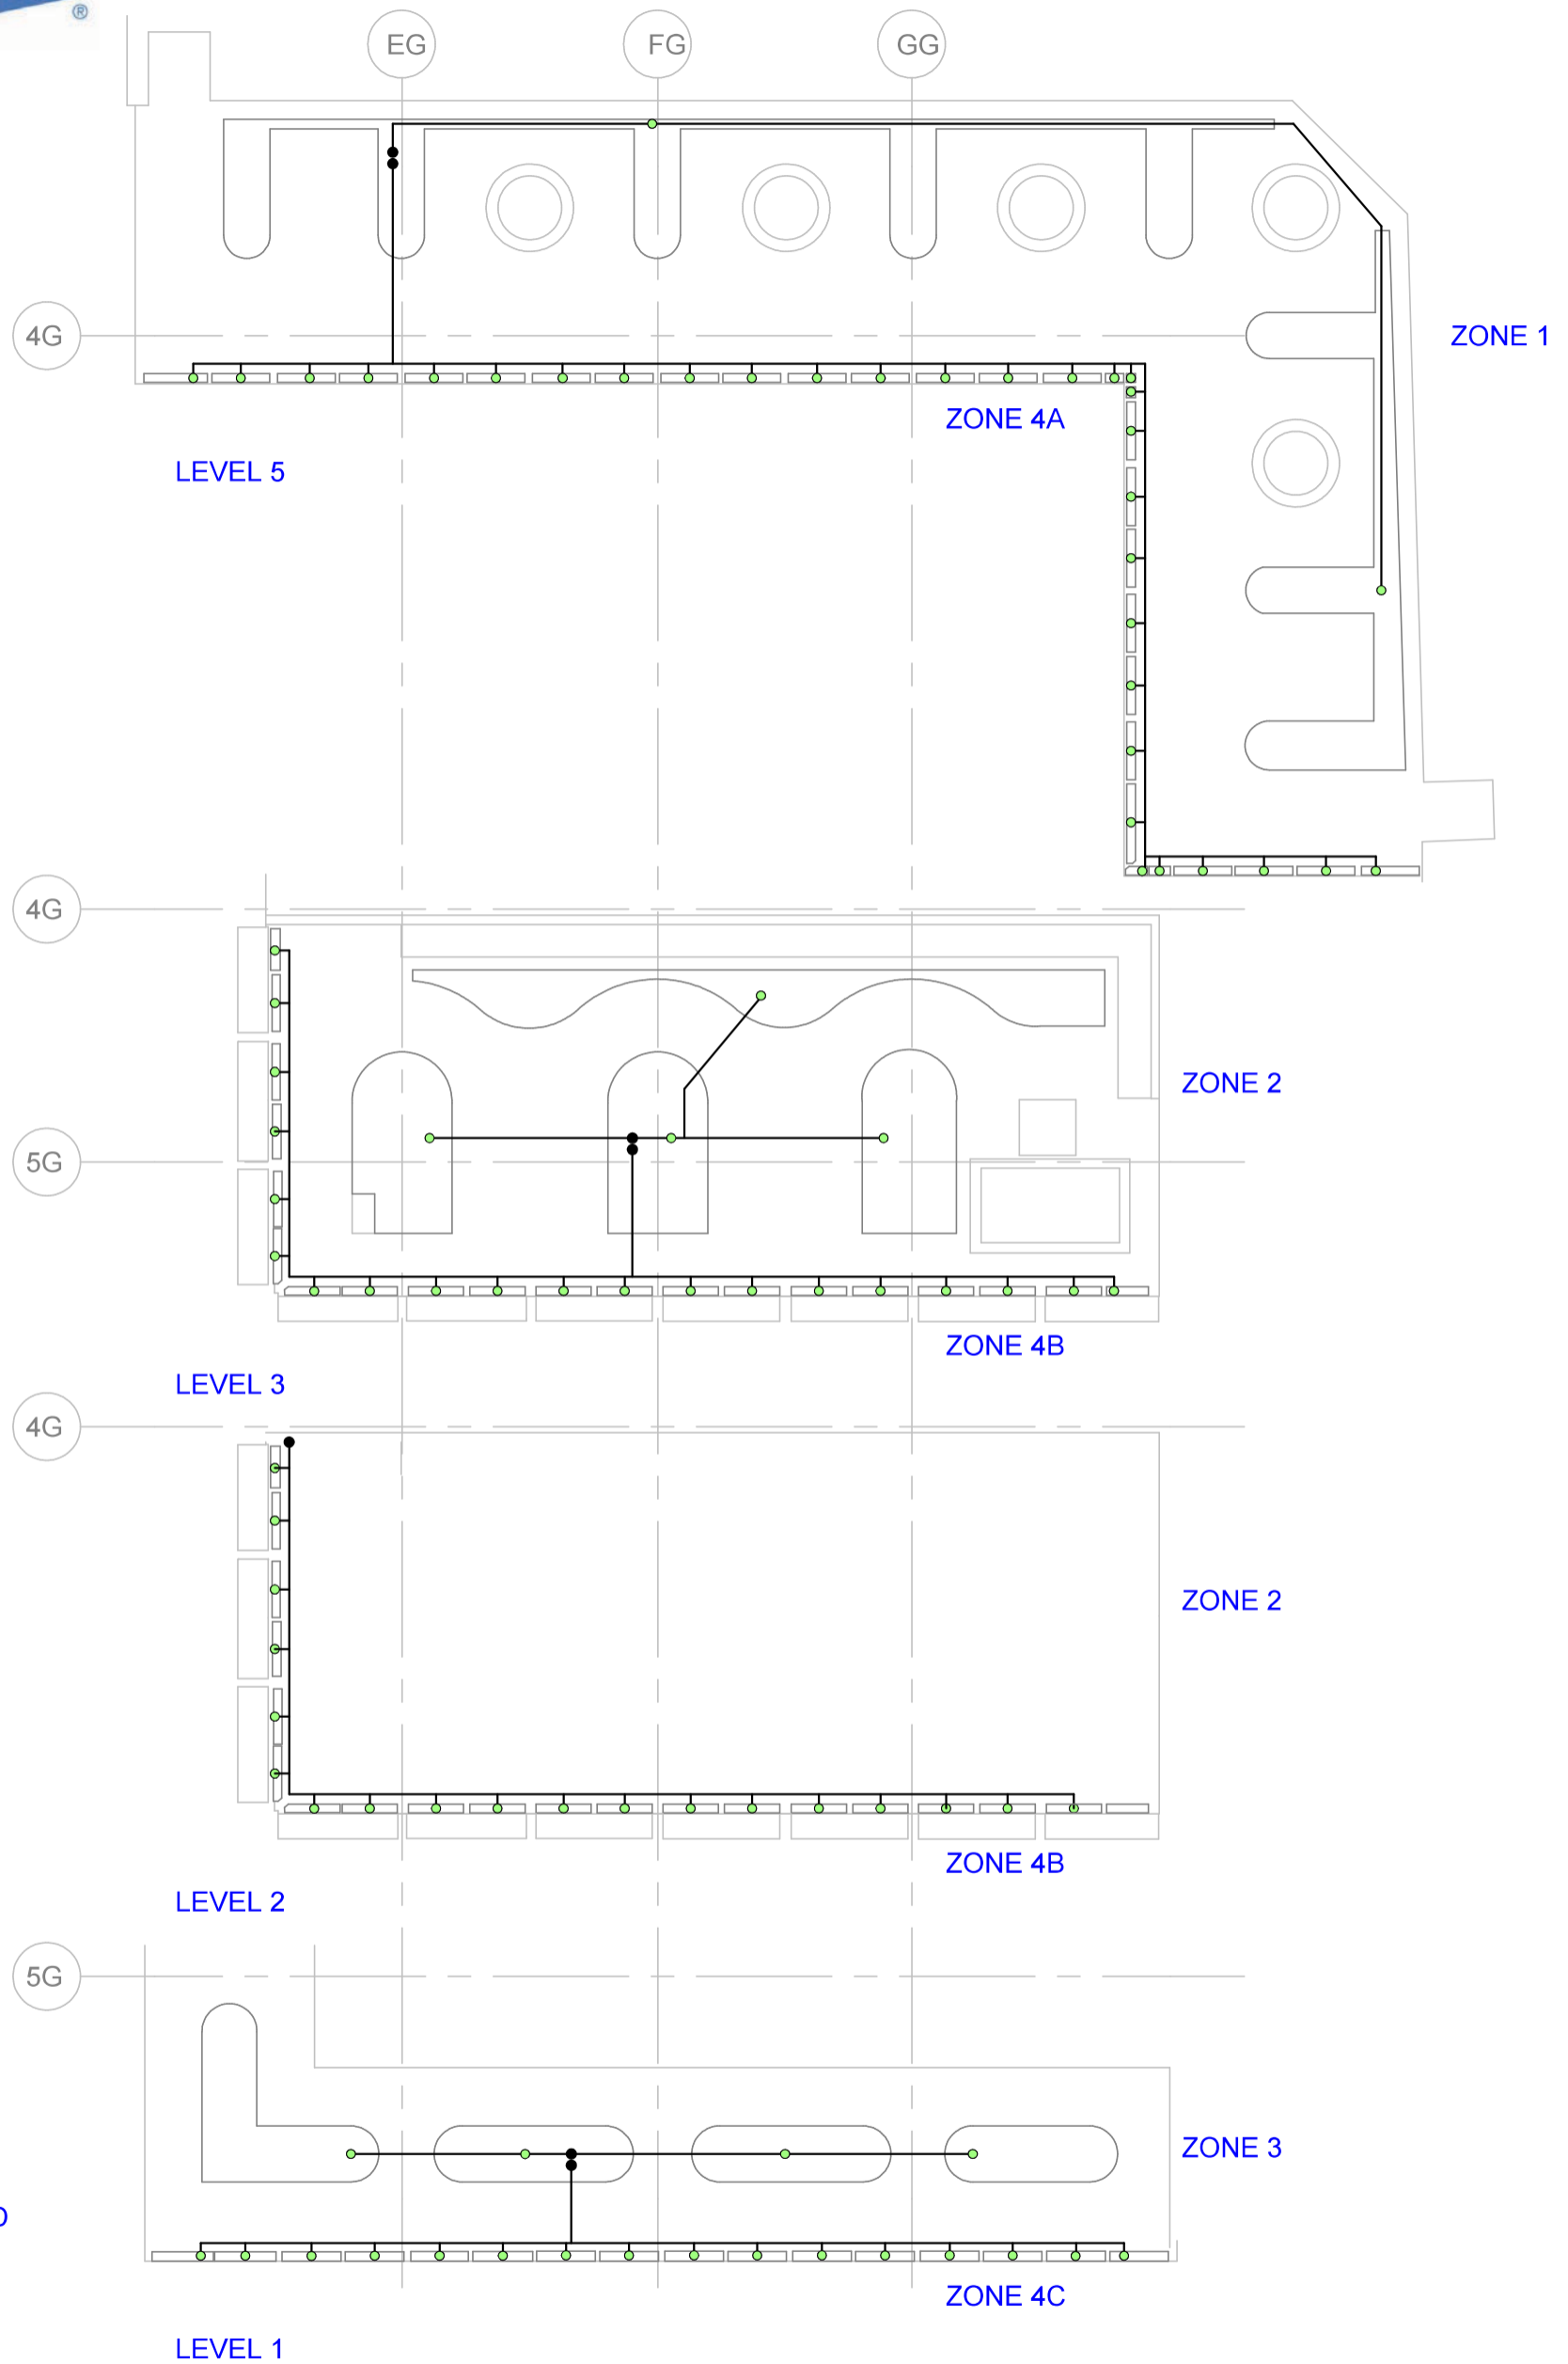 ®
EG FG GG
4G
ZONE 1
ZONE 4A
LEVEL 5
4G
ZONE 2
5G
ZONE 4B
LEVEL 3
4G
ZONE 2
ZONE 4B
LEVEL 2
5G
ZONE 3
ZONE 4C
LEVEL 1